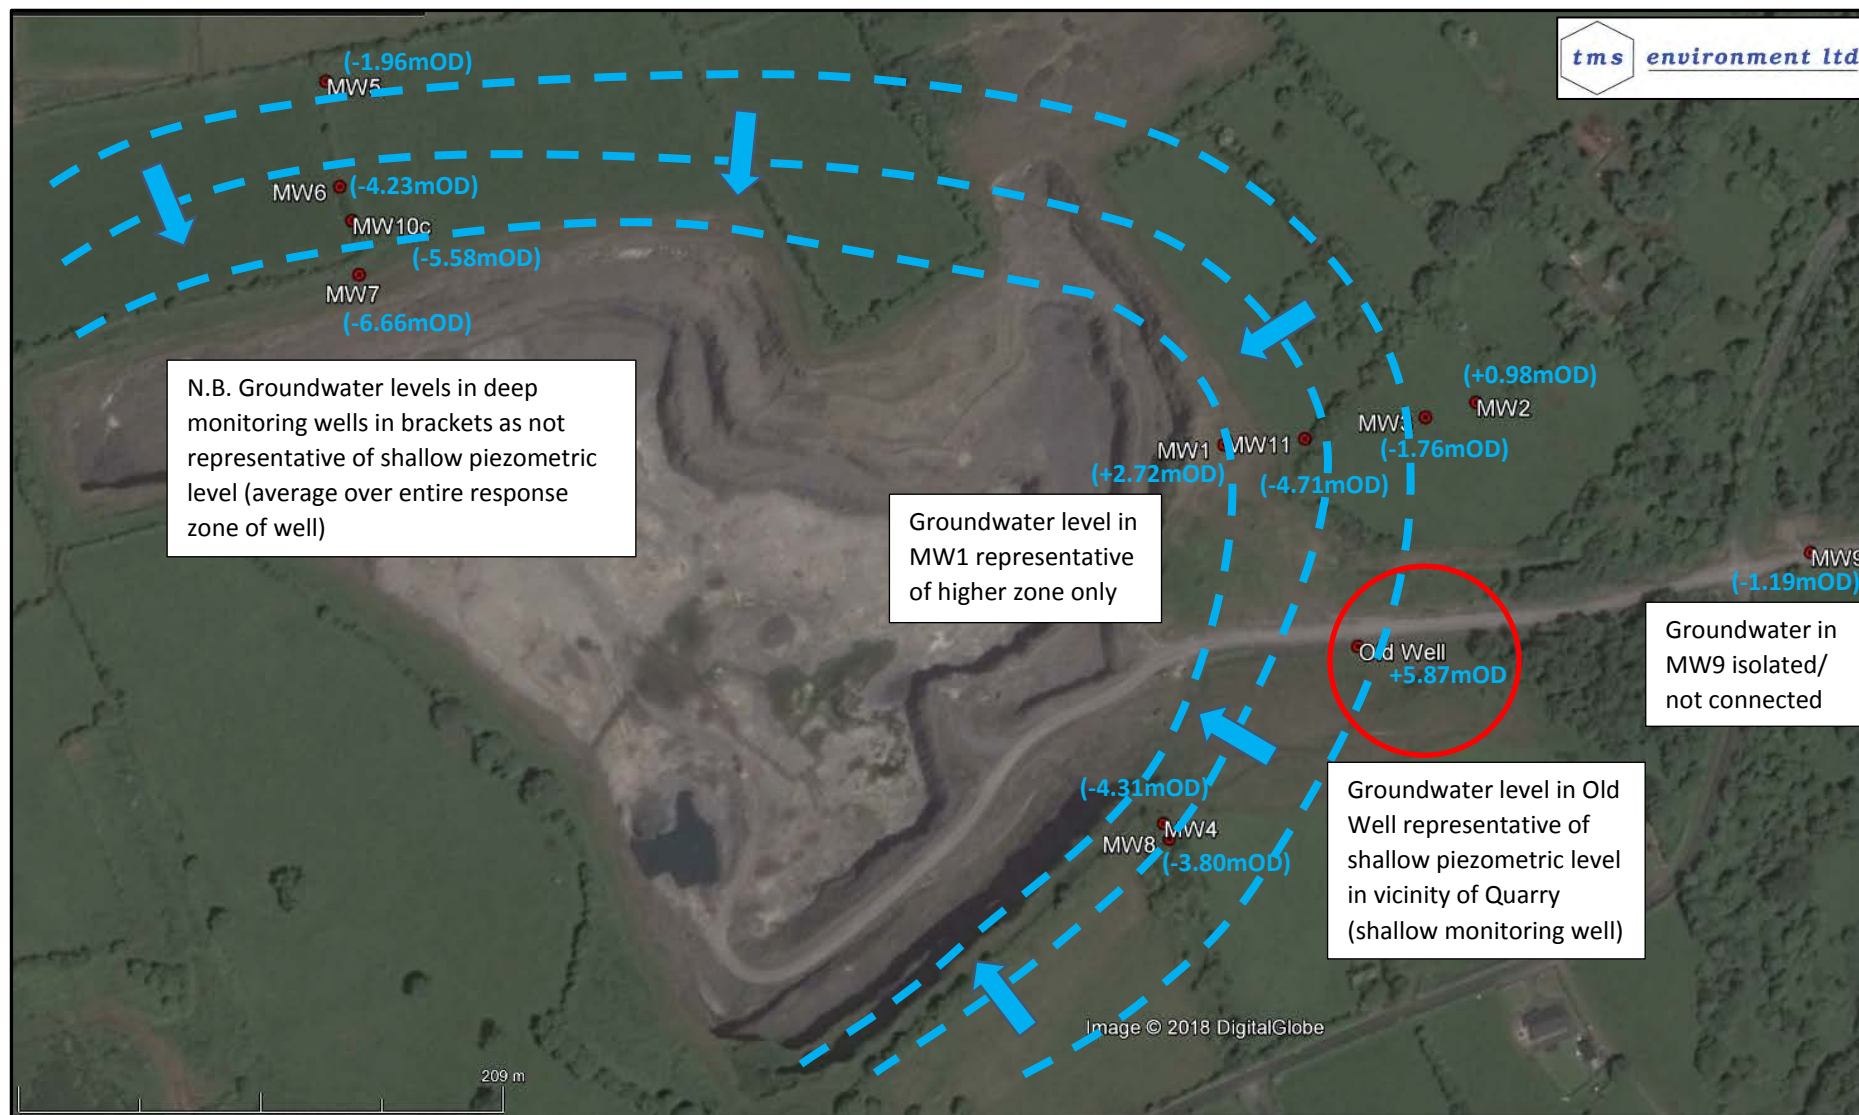 tms environment ltd
(-1.96mOD)
MW5
MW6
(-4.23mOD)
MW10c
(-5.58mOD)
MW7
(-6.66mOD)
N.B. Groundwater levels in deep
monitoring wells in brackets as not
representative of shallow piezometric
level (average over entire response
zone of well)
(+0.98mOD)
MW2
MW3
(-1.76mOD)
MW1
MW11
(+2.72mOD)
(-4.71mOD)
Groundwater level in
MW1 representative
of higher zone only
MW9
(-1.19mOD)
Groundwater in
MW9 isolated/
not connected
Old Well
+5.87mOD
(-4.31mOD)
MW4
MW8
(-3.80mOD)
Groundwater level in Old
Well representative of
shallow piezometric level
in vicinity of Quarry
(shallow monitoring well)
Image © 2018 DigitalGlobe
209 m